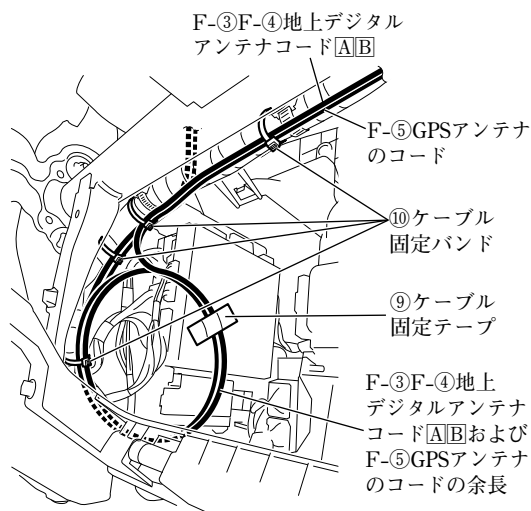 F-③F-④地上デジタル
アンテナコード🄰🄱
F-⑤GPSアンテナ
のコード
⑩ケーブル
固定バンド
⑨ケーブル
固定テープ
F-③F-④地上
デジタルアンテナ
コード🄰🄱および
F-⑤GPSアンテナ
のコードの余長